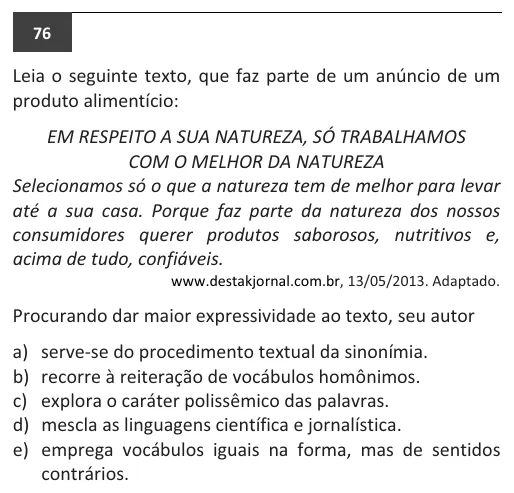 76
Leia o seguinte texto, que faz parte de um anúncio de um
produto alimentício:
EM RESPEITO A SUA NATUREZA, SÓ TRABALHAMOS
COM O MELHOR DA NATUREZA
Selecionamos só o que a natureza tem de melhor para levar
até a sua casa. Porque faz parte da natureza dos nossos
consumidores querer produtos saborosos, nutritivos e,
acima de tudo, confiáveis.
www.destakjornal.com.br, 13/05/2013. Adaptado.
Procurando dar maior expressividade ao texto, seu autor
a) serve-se do procedimento textual da sinonímia.
b) recorre à reiteração de vocábulos homônimos.
c) explora o caráter polissêmico das palavras.
d) mescla as linguagens científica e jornalística.
e) emprega vocábulos iguais na forma, mas de sentidos
contrários.